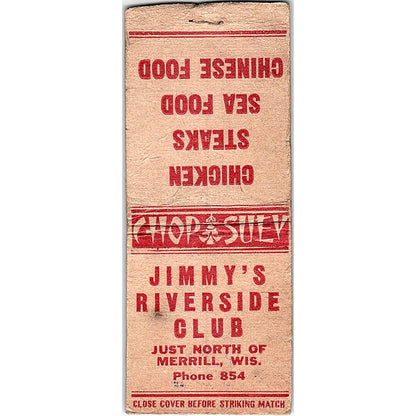 CHICKEN
STEAKS
SEA FOOD
CHINESE FOOD
CHOP SUEY
JIMMY'S
RIVERSIDE
CLUB
JUST NORTH OF
MERRILL, WIS.
Phone 854
CLOSE COVER BEFORE STRIKING MATCH